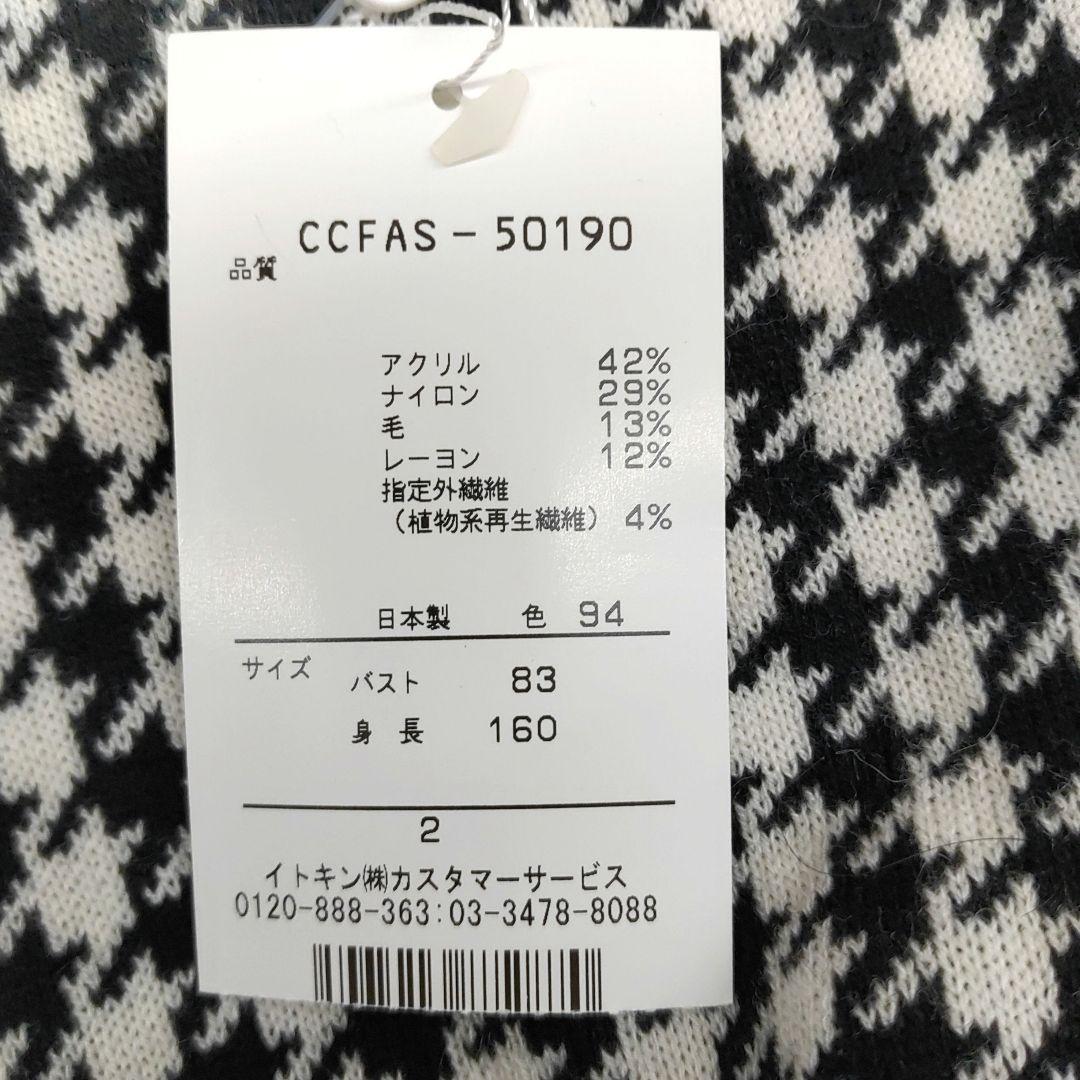 CCFAS-50190
品質
アクリル 42%
ナイロン 29%
毛 13%
レーヨン 12%
指定外繊維
(植物系再生繊維) 4%
日本製 色 94
サイズ
バスト 83
身長 160
2
イトキン㈱カスタマーサービス
0120-888-363:03-3478-8088